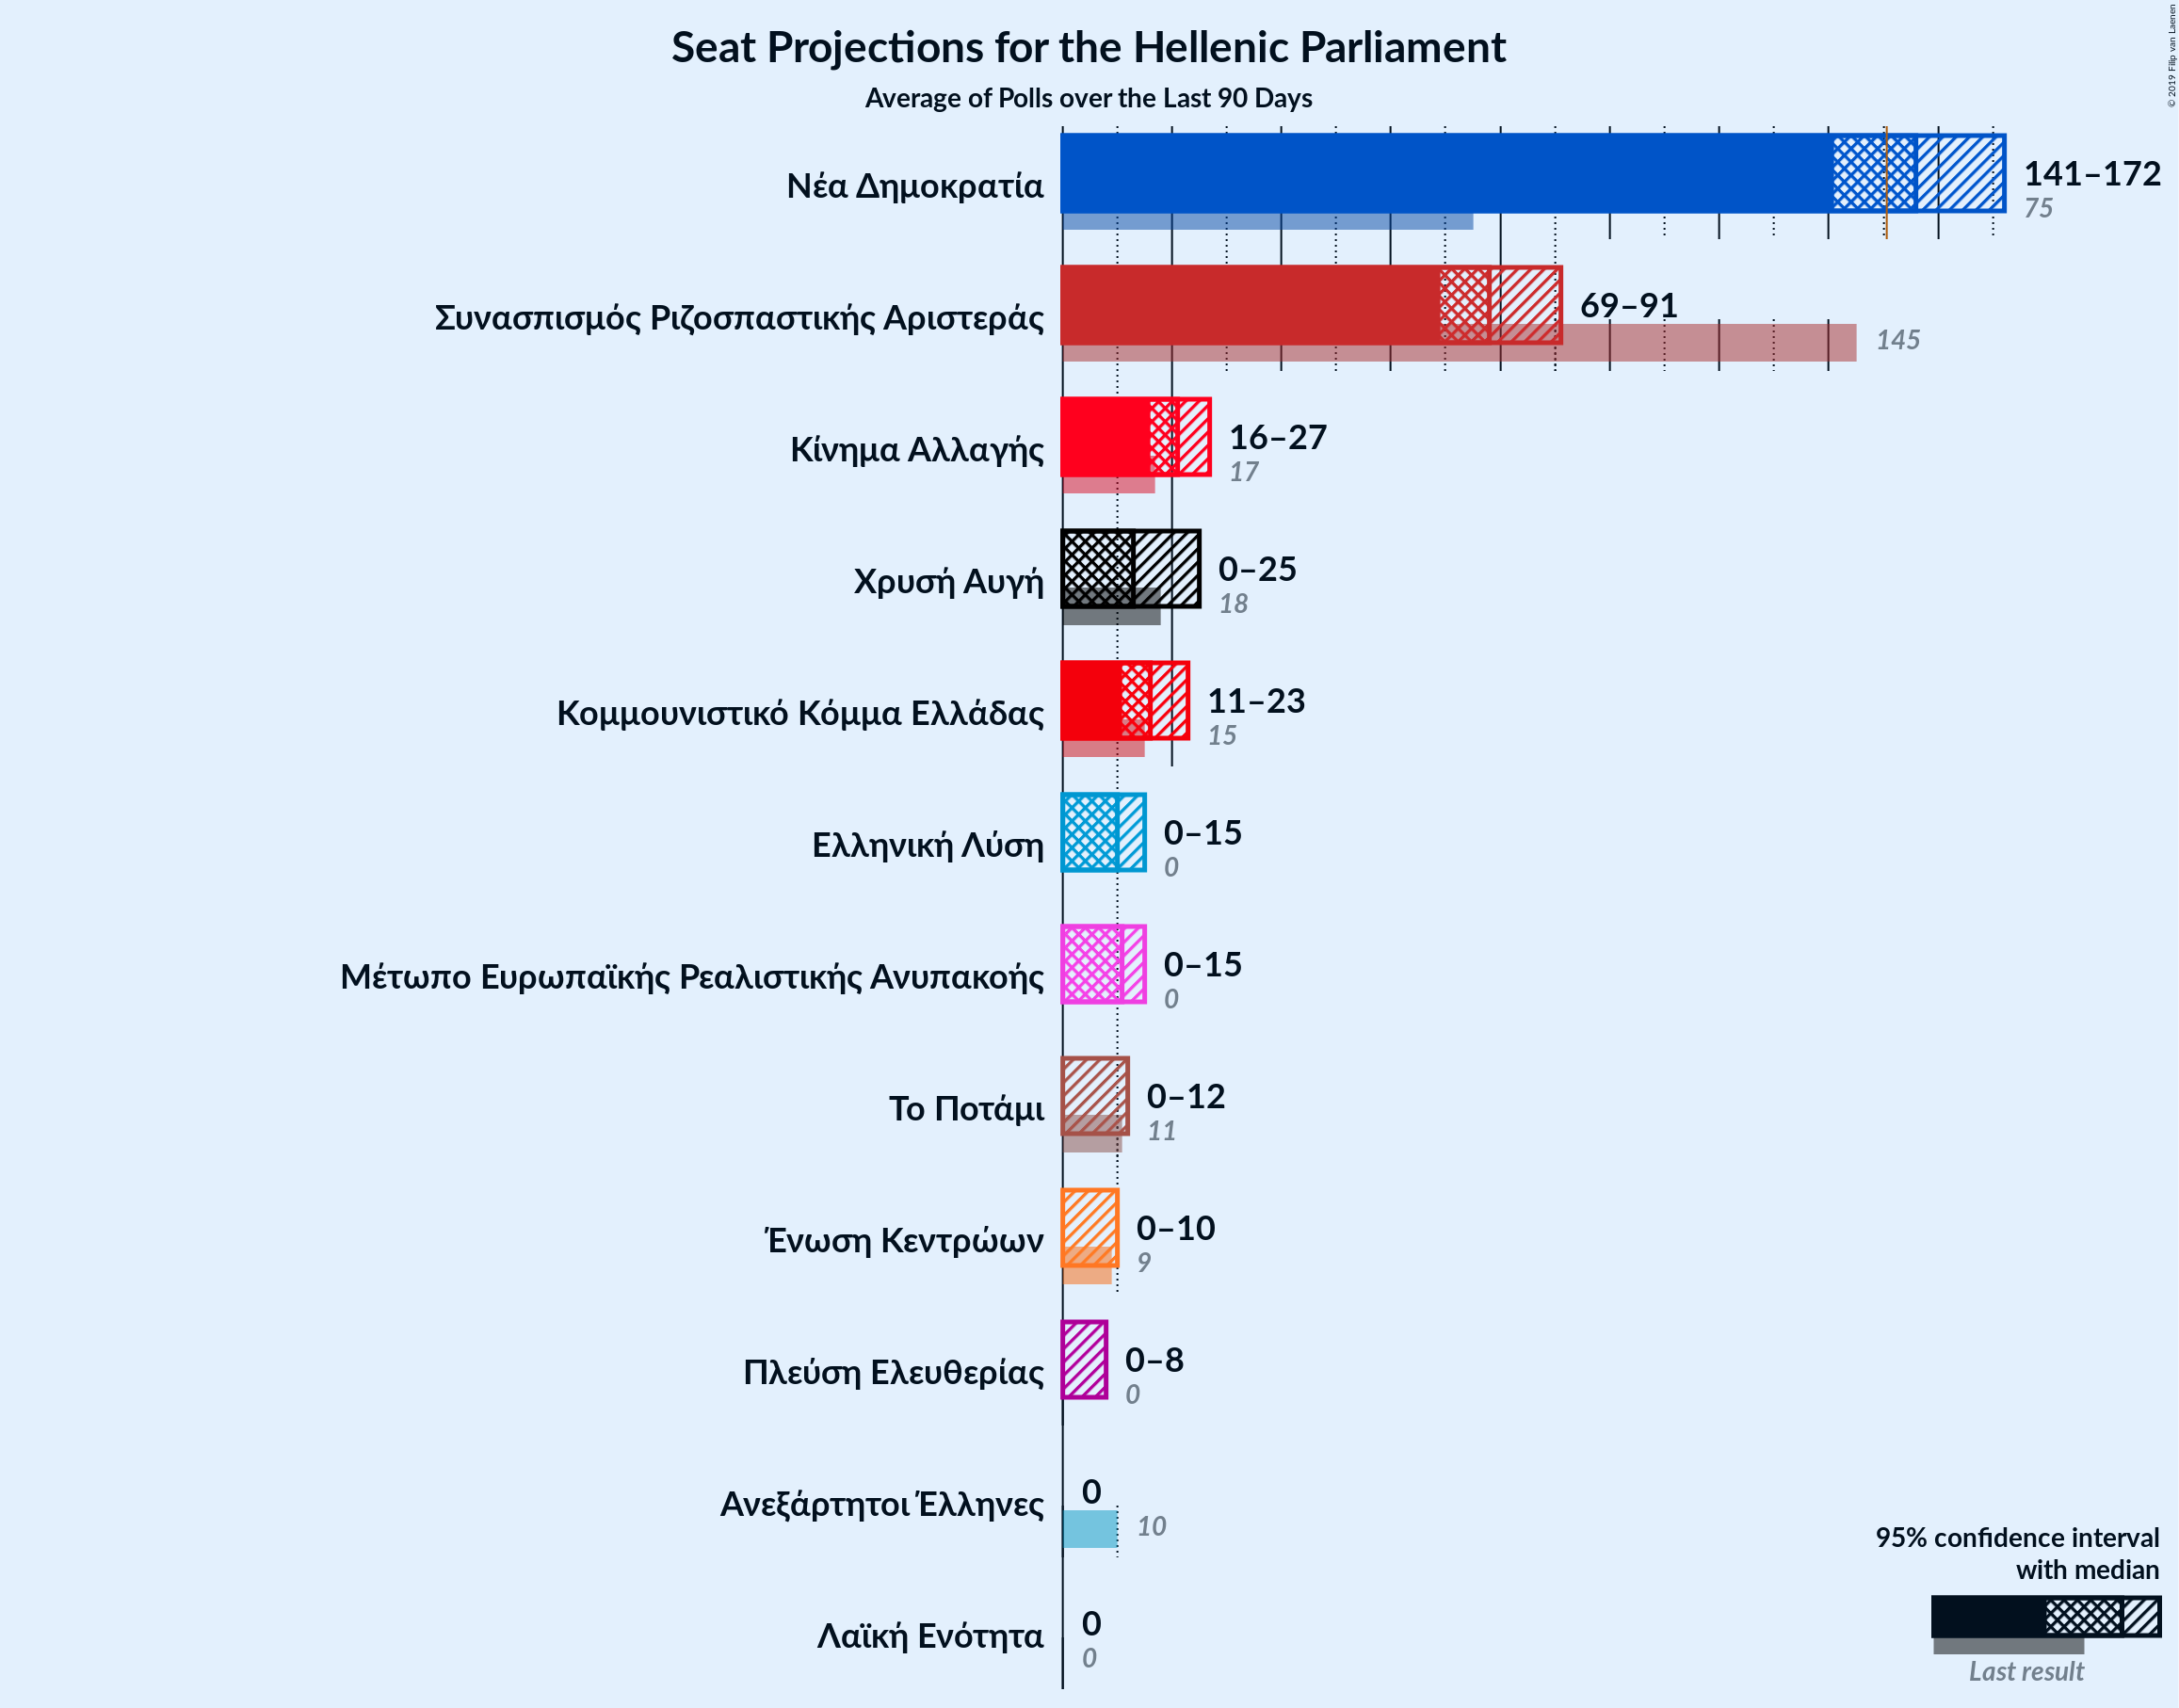 Seat Projections for the Hellenic Parliament
Average of Polls over the Last 90 Days
© 2019 Filip van Laenen
Νέα Δημοκρατία
141–172
75
Συνασπισμός Ριζοσπαστικής Αριστεράς
69–91
145
Κίνημα Αλλαγής
16–27
17
Χρυσή Αυγή
0–25
18
Κομμουνιστικό Κόμμα Ελλάδας
11–23
15
Ελληνική Λύση
0–15
0
Μέτωπο Ευρωπαϊκής Ρεαλιστικής Ανυπακοής
0–15
0
Το Ποτάμι
0–12
11
Ένωση Κεντρώων
0–10
9
Πλεύση Ελευθερίας
0–8
0
Ανεξάρτητοι Έλληνες
0
10
Λαϊκή Ενότητα
0
0
95% confidence interval
with median
Last result